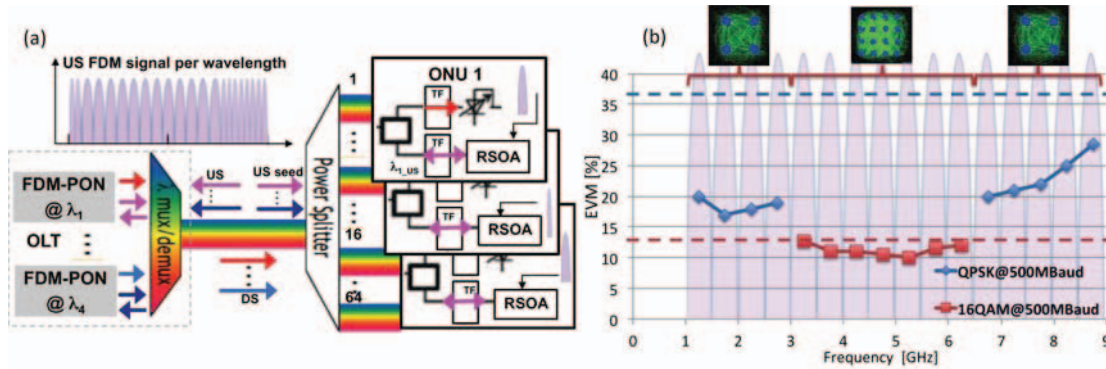 (a)
US FDM signal per wavelength
FDM-PON
@ λ1
OLT
FDM-PON
@ λ4
λ mux/demux
US
US seed
DS
Power Splitter
1
16
64
ONU 1
TF
TF
λ1_US
RSOA
TF
RSOA
TF
RSOA
(b)
EVM [%]
40
35
30
25
20
15
10
5
0
QPSK@500MBaud
16QAM@500MBaud
0 1 2 3 4 5 6 7 8 9
Frequency [GHz]